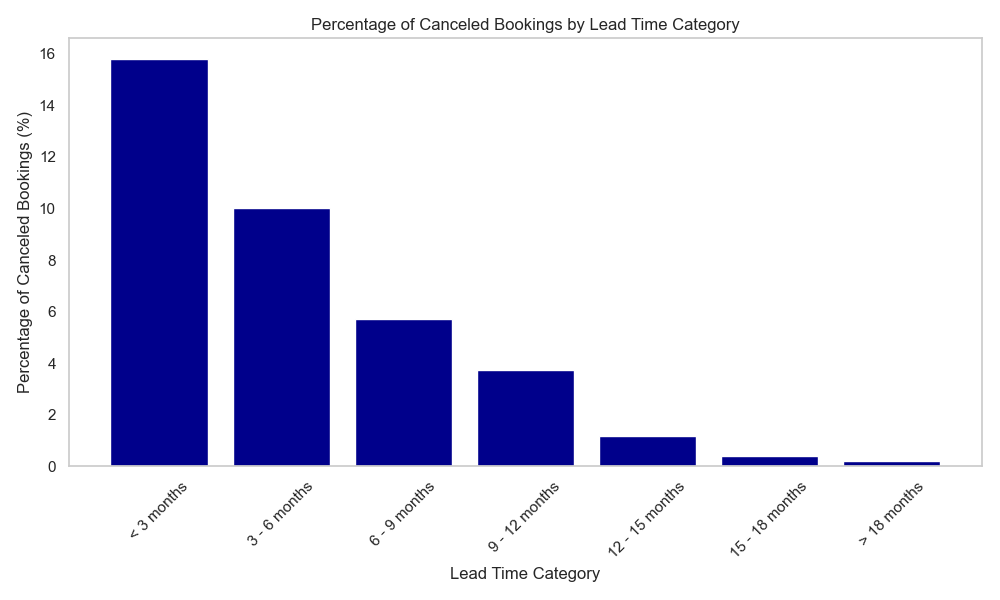 Percentage of Canceled Bookings by Lead Time Category
Percentage of Canceled Bookings (%)
16
14
12
10
8
6
4
2
0
< 3 months
3 - 6 months
6 - 9 months
9 - 12 months
12 - 15 months
15 - 18 months
> 18 months
Lead Time Category